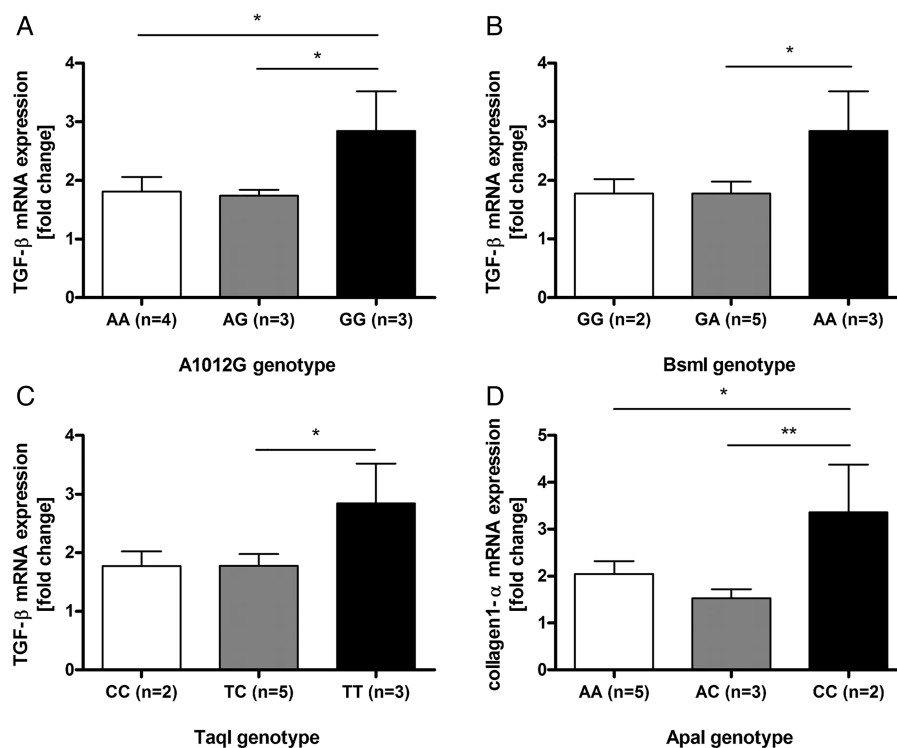 A
*
*
TGF-β mRNA expression
[fold change]
4
3
2
1
0
AA (n=4) AG (n=3) GG (n=3)
A1012G genotype
B
*
TGF-β mRNA expression
[fold change]
4
3
2
1
0
GG (n=2) GA (n=5) AA (n=3)
BsmI genotype
C
*
TGF-β mRNA expression
[fold change]
4
3
2
1
0
CC (n=2) TC (n=5) TT (n=3)
TaqI genotype
D
*
**
collagen1-α mRNA expression
[fold change]
5
4
3
2
1
0
AA (n=5) AC (n=3) CC (n=2)
ApaI genotype